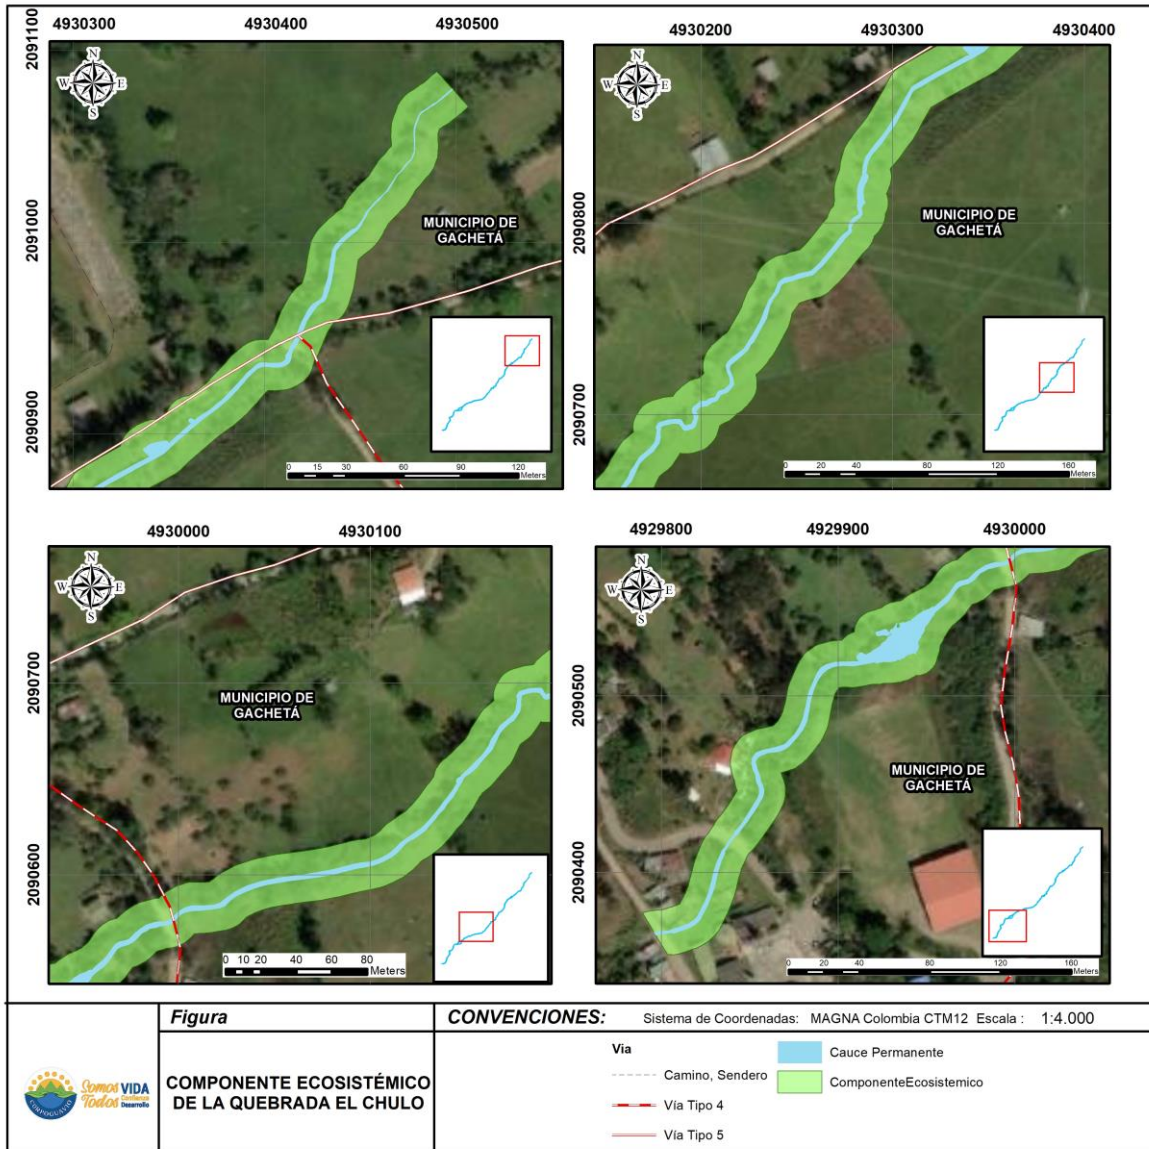 4930300 4930400 4930500
2091100
2091000
2090900
N
W E
S
MUNICIPIO DE
GACHETÁ
0 15 30 60 90 120
Meters
4930200 4930300 4930400
2090800
2090700
N
W E
S
MUNICIPIO DE
GACHETÁ
0 20 40 80 120 160
Meters
4930000 4930100
2090700
2090600
N
W E
S
MUNICIPIO DE
GACHETÁ
0 10 20 40 60 80
Meters
4929800 4929900 4930000
2090500
2090400
N
W E
S
MUNICIPIO DE
GACHETÁ
0 20 40 80 120 160
Meters
Figura
COMPONENTE ECOSISTÉMICO
DE LA QUEBRADA EL CHULO
CONVENCIONES: Sistema de Coordenadas: MAGNA Colombia CTM12 Escala : 1:4.000
Via
Camino, Sendero
Vía Tipo 4
Vía Tipo 5
Cauce Permanente
ComponenteEcosistemico
CORPOGUAVIO
Somos VIDA
Todos Confianza
Desarrollo